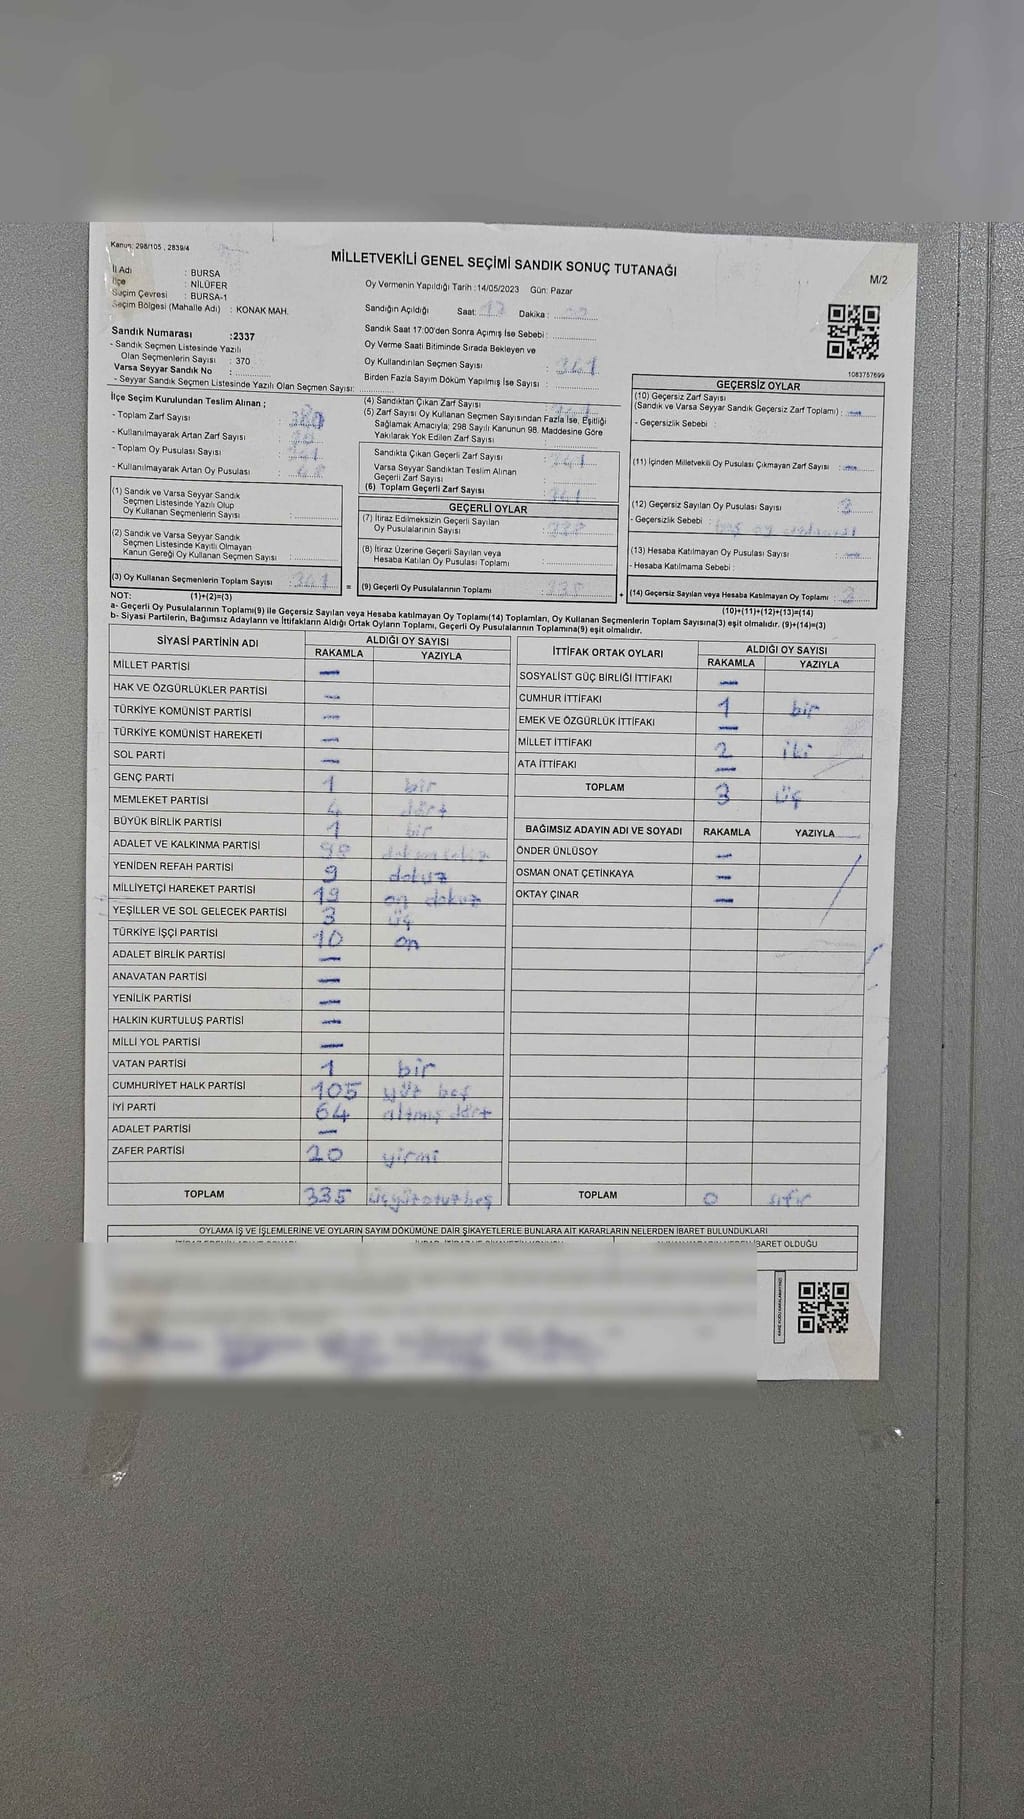 Kanun: 298/105 , 2839/4
MİLLETVEKİLİ GENEL SEÇİMİ SANDIK SONUÇ TUTANAĞI
M/2
İl Adı : BURSA
İlçe : NİLÜFER
Seçim Çevresi : BURSA-1
Seçim Bölgesi (Mahalle Adı) : KONAK MAH.
Sandık Numarası :2337
- Sandık Seçmen Listesinde Yazılı
Olan Seçmenlerin Sayısı : 370
Varsa Seyyar Sandık No :
- Seyyar Sandık Seçmen Listesinde Yazılı Olan Seçmen Sayısı:
Oy Vermenin Yapıldığı Tarih :14/05/2023 Gün: Pazar
Sandığın Açıldığı Saat: 17 Dakika :
Sandık Saat 17:00'den Sonra Açımış İse Sebebi :
Oy Verme Saati Bitiminde Sırada Bekleyen ve
Oy Kullandırılan Seçmen Sayısı : 341
Birden Fazla Sayım Döküm Yapılmış İse Sayısı :
1083757699
İlçe Seçim Kurulundan Teslim Alınan ;
- Toplam Zarf Sayısı : 380
- Kullanılmayarak Artan Zarf Sayısı :
- Toplam Oy Pusulası Sayısı :
- Kullanılmayarak Artan Oy Pusulası :
(1) Sandık ve Varsa Seyyar Sandık
Seçmen Listesinde Yazılı Olup
Oy Kullanan Seçmenlerin Sayısı :
(2) Sandık ve Varsa Seyyar Sandık
Seçmen Listesinde Kayıtlı Olmayan
Kanun Gereği Oy Kullanan Seçmen Sayısı :
(3) Oy Kullanan Seçmenlerin Toplam Sayısı : 341 =
(4) Sandıktan Çıkan Zarf Sayısı : 341
(5) Zarf Sayısı Oy Kullanan Seçmen Sayısından Fazla İse, Eşitliği
Sağlamak Amacıyla; 298 Sayılı Kanunun 98. Maddesine Göre
Yakılarak Yok Edilen Zarf Sayısı :
Sandıkta Çıkan Geçerli Zarf Sayısı : 341
Varsa Seyyar Sandıktan Teslim Alınan
Geçerli Zarf Sayısı :
(6) Toplam Geçerli Zarf Sayısı : 341
GEÇERLİ OYLAR
(7) İtiraz Edilmeksizin Geçerli Sayılan
Oy Pusulalarının Sayısı : 338
(8) İtiraz Üzerine Geçerli Sayılan veya
Hesaba Katılan Oy Pusulası Toplamı :
(9) Geçerli Oy Pusulalarının Toplamı : 338 +
GEÇERSİZ OYLAR
(10) Geçersiz Zarf Sayısı
(Sandık ve Varsa Seyyar Sandık Geçersiz Zarf Toplamı) : —
- Geçersizlik Sebebi :
(11) İçinden Milletvekili Oy Pusulası Çıkmayan Zarf Sayısı : —
(12) Geçersiz Sayılan Oy Pusulası Sayısı : 3
- Geçersizlik Sebebi : boş oy
(13) Hesaba Katılmayan Oy Pusulası Sayısı : —
- Hesaba Katılmama Sebebi :
(14) Geçersiz Sayılan veya Hesaba Katılmayan Oy Toplamı : 3
NOT: (1)+(2)=(3) (10)+(11)+(12)+(13)=(14)
a- Geçerli Oy Pusulalarının Toplamı(9) ile Geçersiz Sayılan veya Hesaba katılmayan Oy Toplamı(14) Toplamları, Oy Kullanan Seçmenlerin Toplam Sayısına(3) eşit olmalıdır. (9)+(14)=(3)
b- Siyasi Partilerin, Bağımsız Adayların ve İttifakların Aldığı Ortak Oyların Toplamı, Geçerli Oy Pusulalarının Toplamına(9) eşit olmalıdır.
SİYASİ PARTİNİN ADI ALDIĞI OY SAYISI
RAKAMLA YAZIYLA
MİLLET PARTİSİ —
HAK VE ÖZGÜRLÜKLER PARTİSİ —
TÜRKİYE KOMÜNİST PARTİSİ —
TÜRKİYE KOMÜNİST HAREKETİ —
SOL PARTİ —
GENÇ PARTİ 1 bir
MEMLEKET PARTİSİ 4 dört
BÜYÜK BİRLİK PARTİSİ 1 bir
ADALET VE KALKINMA PARTİSİ
YENİDEN REFAH PARTİSİ 9 dokuz
MİLLİYETÇİ HAREKET PARTİSİ 19 on dokuz
YEŞİLLER VE SOL GELECEK PARTİSİ 3 üç
TÜRKİYE İŞÇİ PARTİSİ 10 on
ADALET BİRLİK PARTİSİ —
ANAVATAN PARTİSİ —
YENİLİK PARTİSİ —
HALKIN KURTULUŞ PARTİSİ —
MİLLİ YOL PARTİSİ —
VATAN PARTİSİ 1 bir
CUMHURİYET HALK PARTİSİ 105 yüz beş
İYİ PARTİ 64 altmış dört
ADALET PARTİSİ —
ZAFER PARTİSİ 20 yirmi
TOPLAM 335 üçyüzotuzbeş
İTTİFAK ORTAK OYLARI ALDIĞI OY SAYISI
RAKAMLA YAZIYLA
SOSYALİST GÜÇ BİRLİĞİ İTTİFAKI —
CUMHUR İTTİFAKI 1 bir
EMEK VE ÖZGÜRLÜK İTTİFAKI —
MİLLET İTTİFAKI 2 iki
ATA İTTİFAKI —
TOPLAM 3 üç
BAĞIMSIZ ADAYIN ADI VE SOYADI RAKAMLA YAZIYLA
ÖNDER ÜNLÜSOY —
OSMAN ONAT ÇETİNKAYA —
OKTAY ÇINAR —
TOPLAM 0 sıfır
OYLAMA İŞ VE İŞLEMLERİNE VE OYLARIN SAYIM DÖKÜMÜNE DAİR ŞİKAYETLERLE BUNLARA AİT KARARLARIN NELERDEN İBARET BULUNDUKLARI
İBARET OLDUĞU